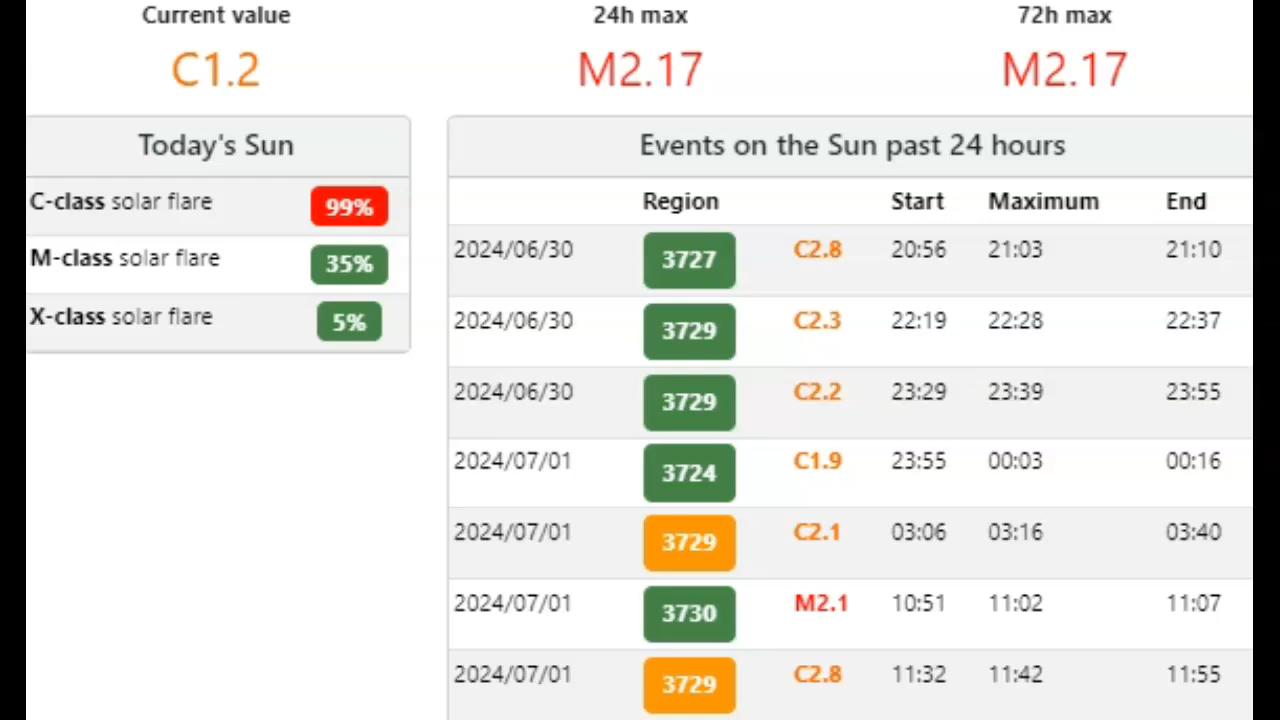 Current value 24h max 72h max
C1.2 M2.17 M2.17
Today's Sun
C-class solar flare 99%
M-class solar flare 35%
X-class solar flare 5%
Events on the Sun past 24 hours
Region Start Maximum End
2024/06/30 3727 C2.8 20:56 21:03 21:10
2024/06/30 3729 C2.3 22:19 22:28 22:37
2024/06/30 3729 C2.2 23:29 23:39 23:55
2024/07/01 3724 C1.9 23:55 00:03 00:16
2024/07/01 3729 C2.1 03:06 03:16 03:40
2024/07/01 3730 M2.1 10:51 11:02 11:07
2024/07/01 3729 C2.8 11:32 11:42 11:55